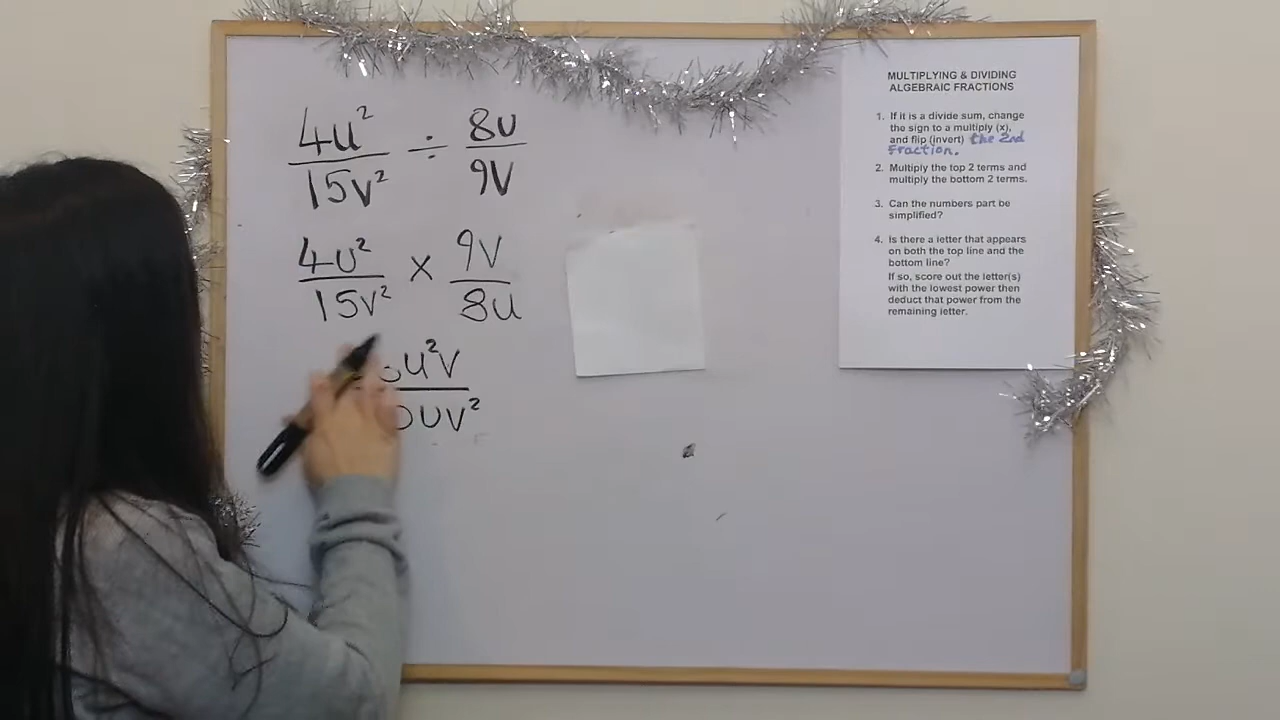 4U² ÷ 8U
15V² 9V
4U² × 9V
15V² 8U
U²V
UV²
MULTIPLYING & DIVIDING
ALGEBRAIC FRACTIONS
1. If it is a divide sum, change
the sign to a multiply (x),
and flip (invert) the 2nd
Fraction.
2. Multiply the top 2 terms and
multiply the bottom 2 terms.
3. Can the numbers part be
simplified?
4. Is there a letter that appears
on both the top line and the
bottom line?
If so, score out the letter(s)
with the lowest power then
deduct that power from the
remaining letter.